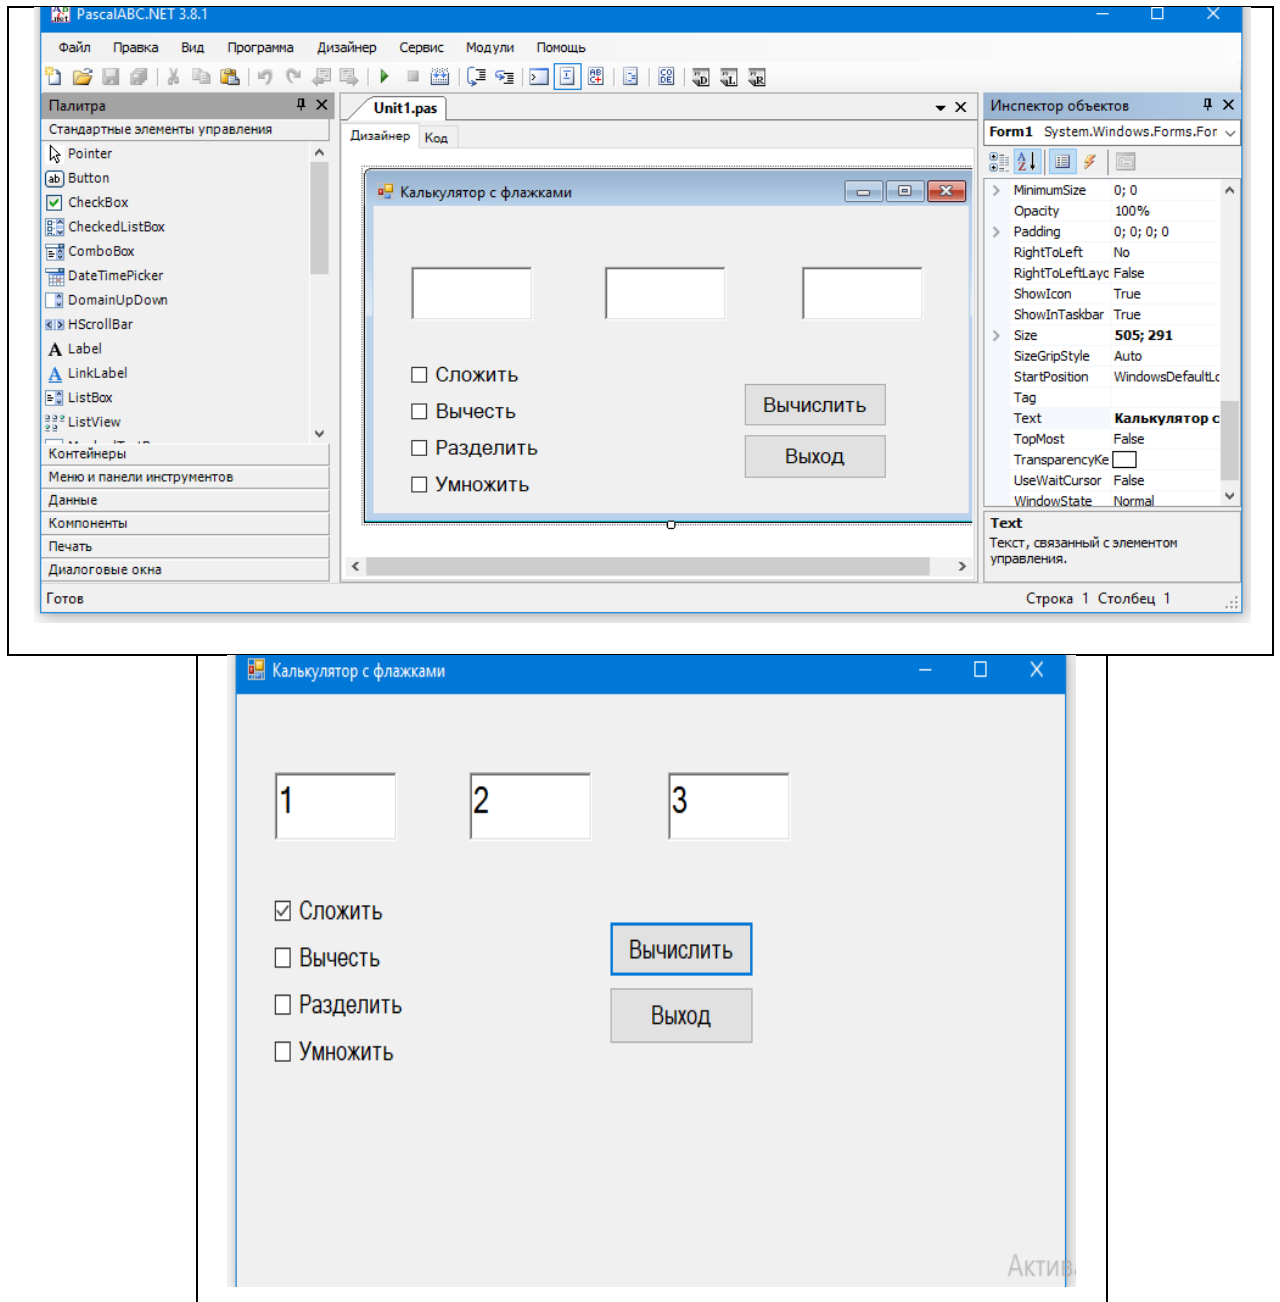 PascalABC.NET 3.8.1
Файл Правка Вид Программа Дизайнер Сервис Модули Помощь
Палитра
Стандартные элементы управления
Pointer
Button
CheckBox
CheckedListBox
ComboBox
DateTimePicker
DomainUpDown
HScrollBar
Label
LinkLabel
ListBox
ListView
Контейнеры
Меню и панели инструментов
Данные
Компоненты
Печать
Диалоговые окна
Готов
Unit1.pas
Дизайнер Код
Калькулятор с флажками
Сложить
Вычесть
Разделить
Умножить
Вычислить
Выход
Инспектор объектов
Form1 System.Windows.Forms.For
MinimumSize 0; 0
Opacity 100%
Padding 0; 0; 0; 0
RightToLeft No
RightToLeftLayc False
ShowIcon True
ShowInTaskbar True
Size 505; 291
SizeGripStyle Auto
StartPosition WindowsDefaultLc
Tag
Text Калькулятор с
TopMost False
TransparencyKe
UseWaitCursor False
WindowState Normal
Text
Текст, связанный с элементом
управления.
Строка 1 Столбец 1
Калькулятор с флажками
1 2 3
Сложить
Вычесть
Разделить
Умножить
Вычислить
Выход
Актив